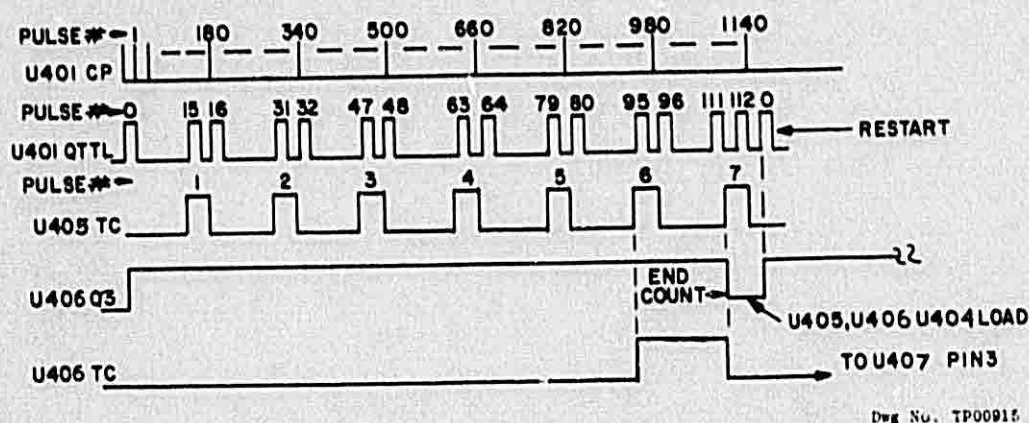 PULSE # 1 180 340 500 660 820 980 1140
U401 CP
PULSE # 0 15 16 31 32 47 48 63 64 79 80 95 96 111 112 0
U401 QTTL
RESTART
PULSE # 1 2 3 4 5 6 7
U405 TC
U406 Q3
END
COUNT
U405, U406 U404 LOAD
U406 TC
TO U407 PIN3
Dwg No. TP00915